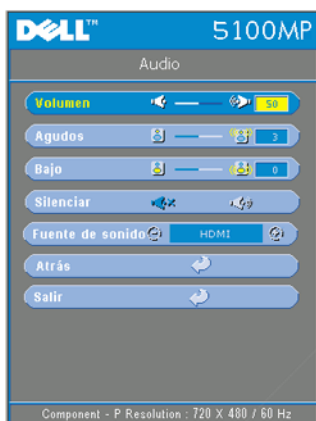 DELL™ 5100MP
Audio
Volumen 50
Agudos 3
Bajo 0
Silenciar
Fuente de sonido HDMI
Atrás
Salir
Component - P Resolution : 720 X 480 / 60 Hz